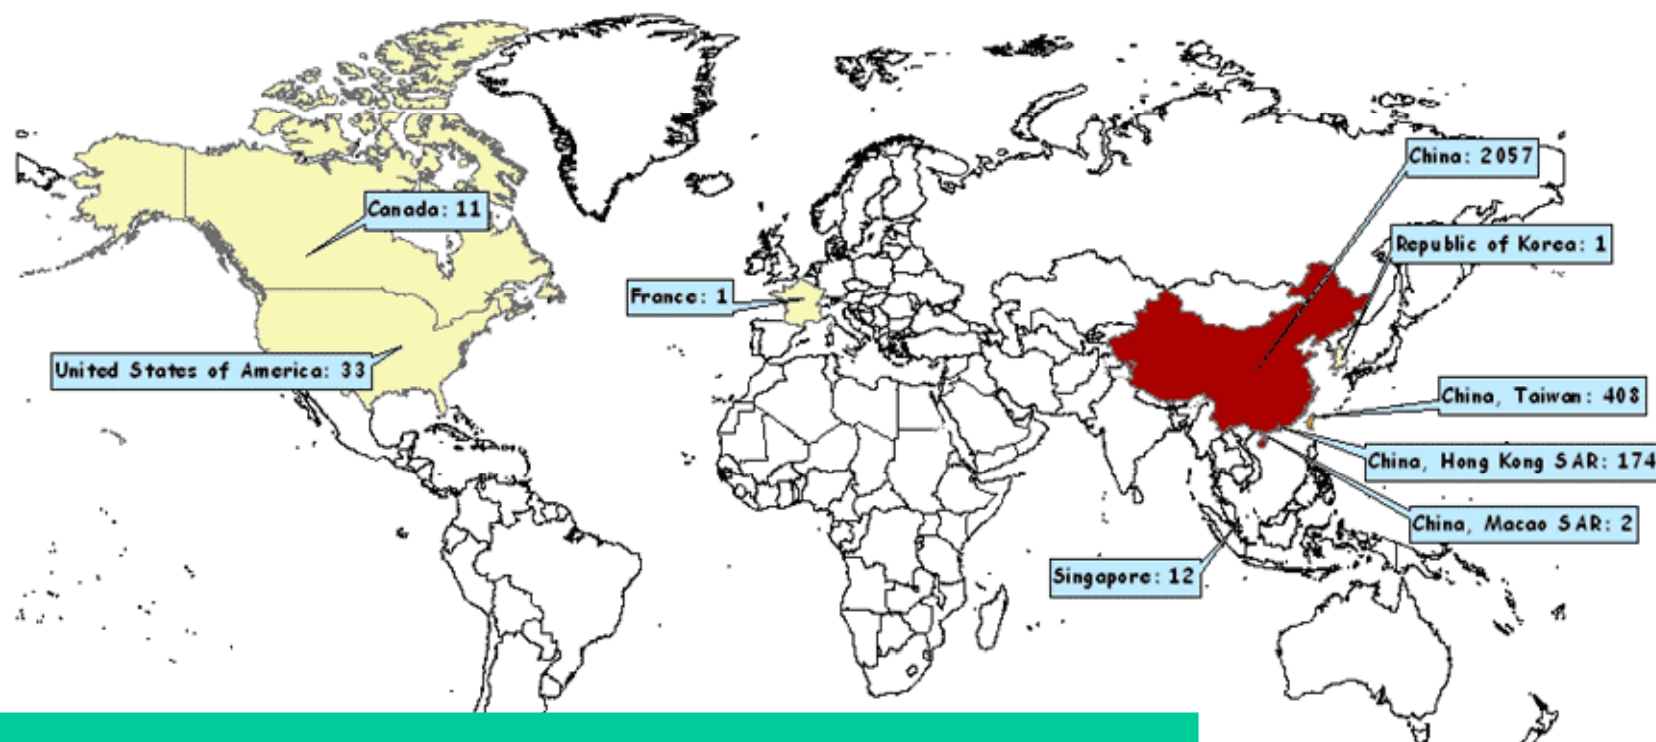 China: 2057
Canada: 11
Republic of Korea: 1
France: 1
United States of America: 33
China, Taiwan: 408
China, Hong Kong SAR: 174
China, Macao SAR: 2
Singapore: 12